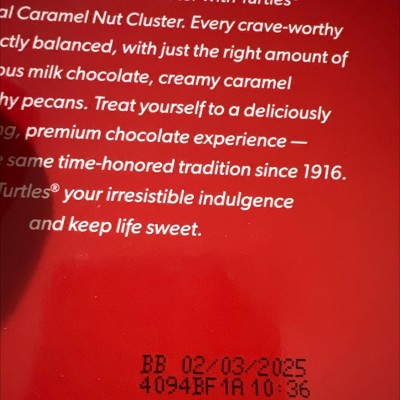 with Turtles®
al Caramel Nut Cluster. Every crave-worthy
ctly balanced, with just the right amount of
ous milk chocolate, creamy caramel
hy pecans. Treat yourself to a deliciously
ng, premium chocolate experience —
e same time-honored tradition since 1916.
Turtles® your irresistible indulgence
and keep life sweet.
BB 02/03/2025
4094BF1A 10:36